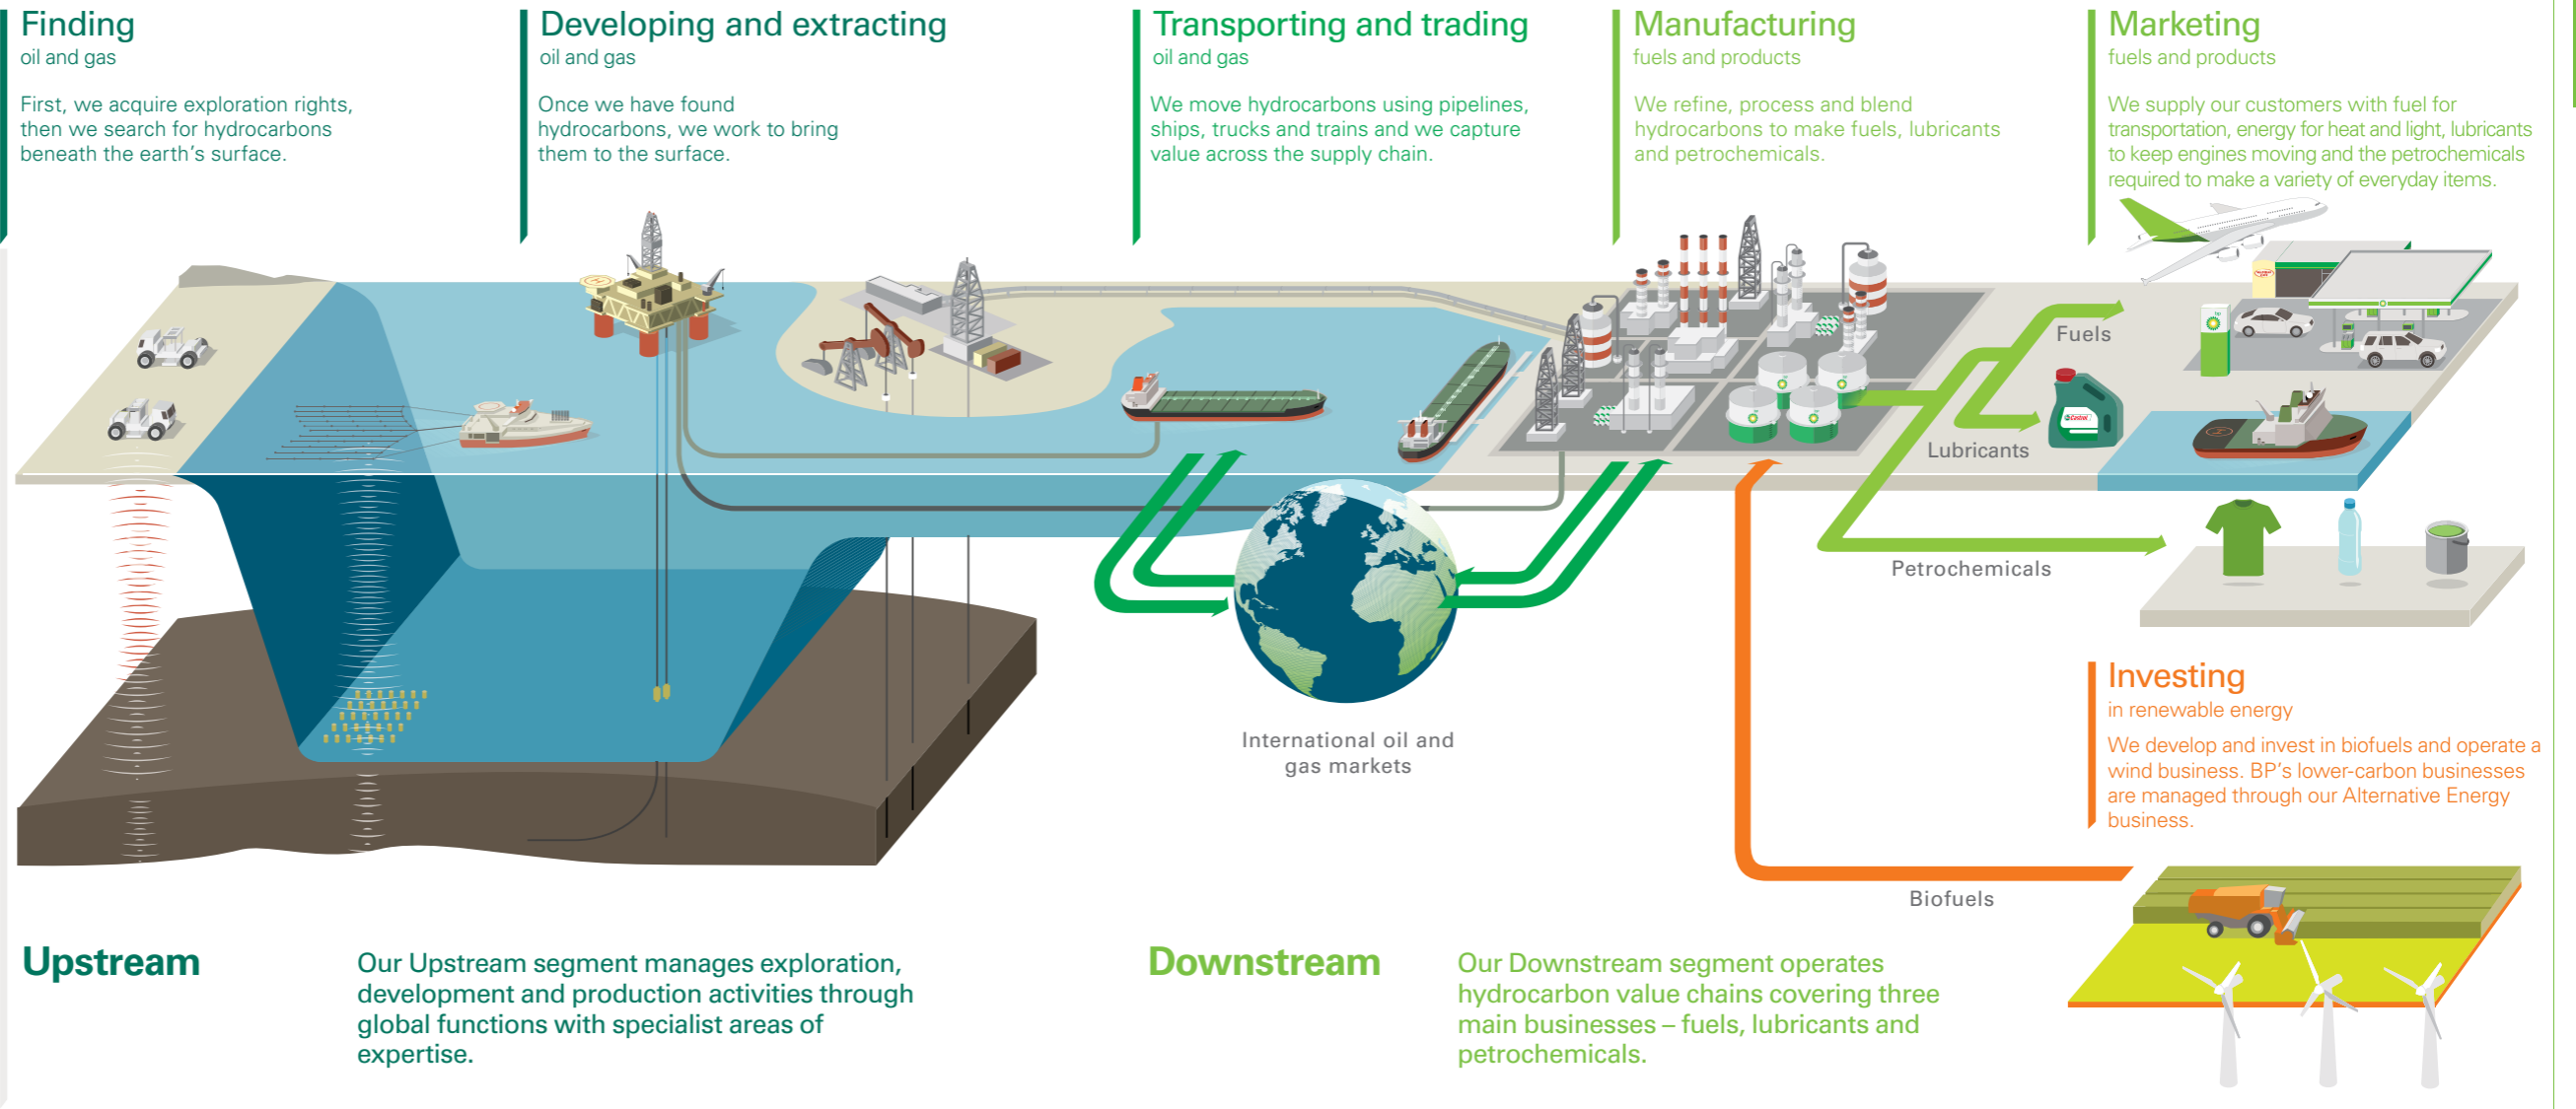 Finding
oil and gas
First, we acquire exploration rights,
then we search for hydrocarbons
beneath the earth's surface.
Developing and extracting
oil and gas
Once we have found
hydrocarbons, we work to bring
them to the surface.
Transporting and trading
oil and gas
We move hydrocarbons using pipelines,
ships, trucks and trains and we capture
value across the supply chain.
Manufacturing
fuels and products
We refine, process and blend
hydrocarbons to make fuels, lubricants
and petrochemicals.
Marketing
fuels and products
We supply our customers with fuel for
transportation, energy for heat and light, lubricants
to keep engines moving and the petrochemicals
required to make a variety of everyday items.
Fuels
bp
Castrol
Lubricants
Petrochemicals
International oil and
gas markets
Investing
in renewable energy
We develop and invest in biofuels and operate a
wind business. BP's lower-carbon businesses
are managed through our Alternative Energy
business.
Biofuels
Upstream
Our Upstream segment manages exploration,
development and production activities through
global functions with specialist areas of
expertise.
Downstream
Our Downstream segment operates
hydrocarbon value chains covering three
main businesses – fuels, lubricants and
petrochemicals.